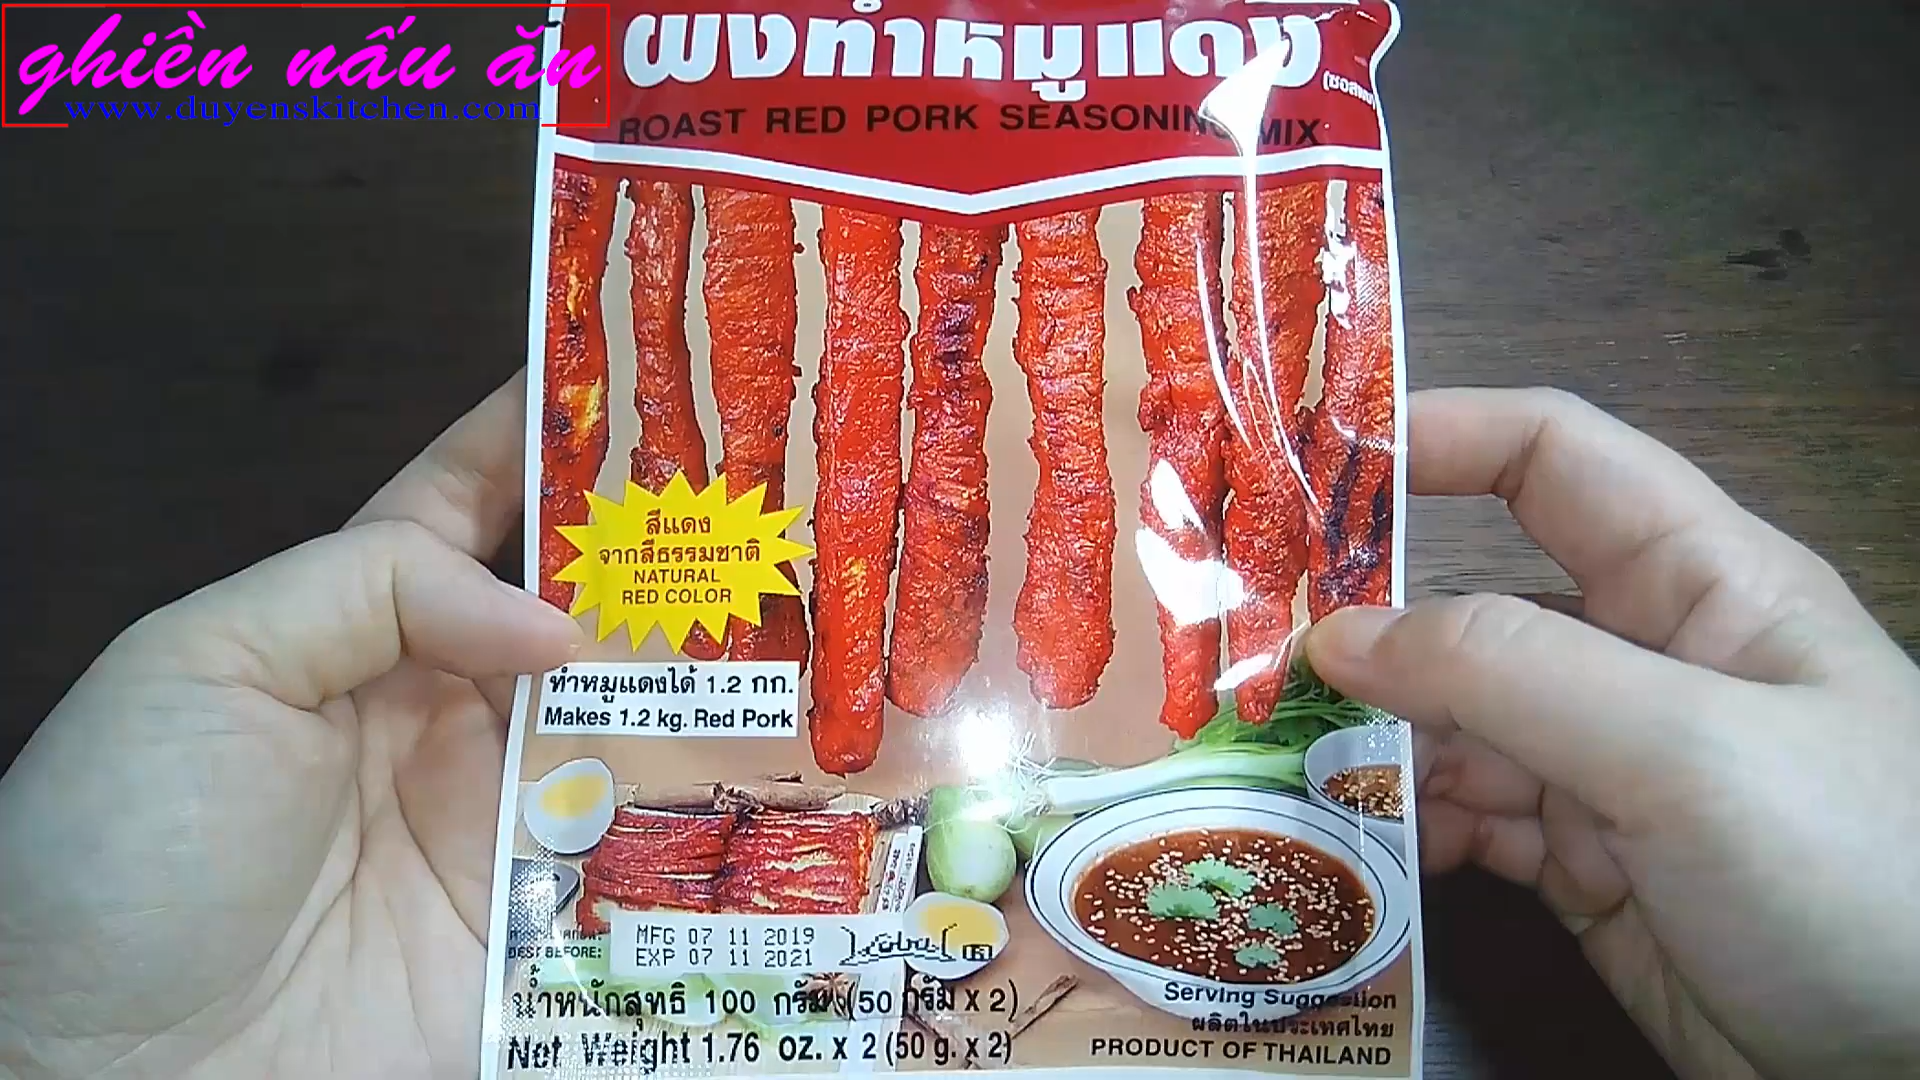 ghiền nấu ăn
www.duyenskitchen.com
ผงทำหมูแดง
ROAST RED PORK SEASONING MIX
สีแดง
จากสีธรรมชาติ
NATURAL
RED COLOR
ทำหมูแดงได้ 1.2 กก.
Makes 1.2 kg. Red Pork
MFG 07 11 2019
BEST BEFORE: EXP 07 11 2021
น้ำหนักสุทธิ 100 กรัม (50 กรัม x 2)
Net Weight 1.76 oz. x 2 (50 g. x 2)
Serving Suggestion
ผลิตในประเทศไทย
PRODUCT OF THAILAND